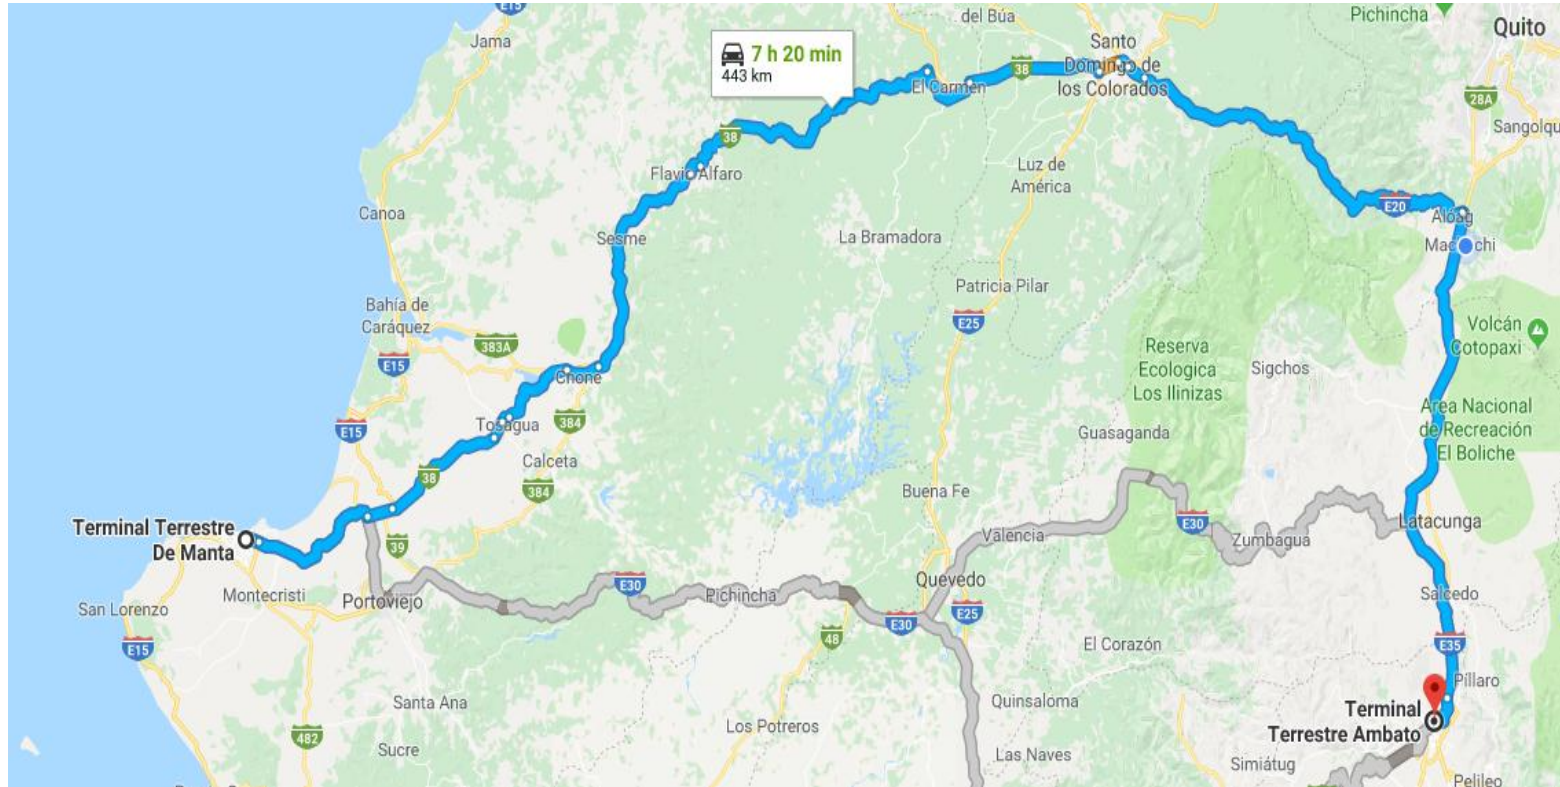 E15
del Búa
Pichincha
Quito
Jama
7 h 20 min
443 km
Santo
Domingo de
los Colorados
38
El Carmen
28A
Sangolqu
38
Flavio Alfaro
Luz de
América
Canoa
E20
Alóag
Machachi
Sesme
La Bramadora
Patricia Pilar
Bahía de
Caráquez
E25
Volcán
Cotopaxi
383A
E15
Reserva
Ecologica
Los Ilinizas
Sigchos
Chone
Area Nacional
de Recreación
El Boliche
E15
Tosagua
384
Guasaganda
Calceta
38
384
Buena Fe
Terminal Terrestre
De Manta
39
Valencia
E30
Zumbagua
Latacunga
Montecristi
Portoviejo
E30
Pichincha
Quevedo
Salcedo
San Lorenzo
E15
E30
E25
48
El Corazón
E35
Píllaro
Santa Ana
Quinsaloma
Terminal
Terrestre Ambato
482
Los Potreros
Sucre
Las Naves
Simiátug
Pelileo